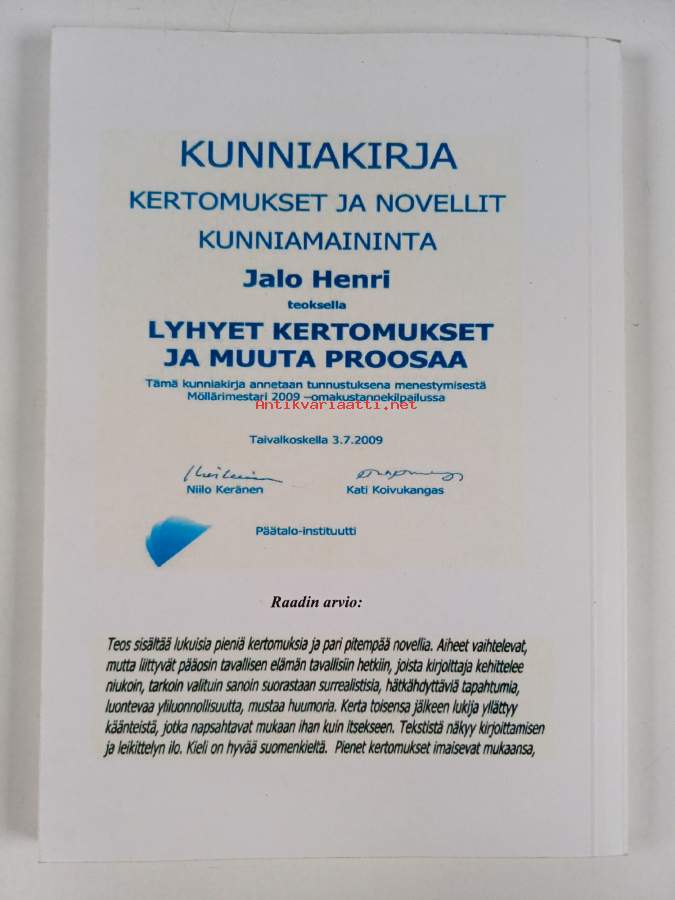 KUNNIAKIRJA
KERTOMUKSET JA NOVELLIT
KUNNIAMAININTA
Jalo Henri
teoksella
LYHYET KERTOMUKSET
JA MUUTA PROOSAA
Tämä kunniakirja annetaan tunnustuksena menestymisestä
Möllärimestari 2009 –omakustannekilpailussa
Antikvariaatti.net
Taivalkoskella 3.7.2009
Niilo Keränen Kati Koivukangas
Päätalo-instituutti
Raadin arvio:
Teos sisältää lukuisia pieniä kertomuksia ja pari pitempää novellia. Aiheet vaihtelevat,
mutta liittyvät pääosin tavallisen elämän tavallisiin hetkiin, joista kirjoittaja kehittelee
niukoin, tarkoin valituin sanoin suorastaan surrealistisia, hätkähdyttäviä tapahtumia,
luontevaa yliluonnollisuutta, mustaa huumoria. Kerta toisensa jälkeen lukija yllättyy
käänteistä, jotka napsahtavat mukaan ihan kuin itsekseen. Tekstistä näkyy kirjoittamisen
ja leikittelyn ilo. Kieli on hyvää suomenkieltä. Pienet kertomukset imaisevat mukaansa,